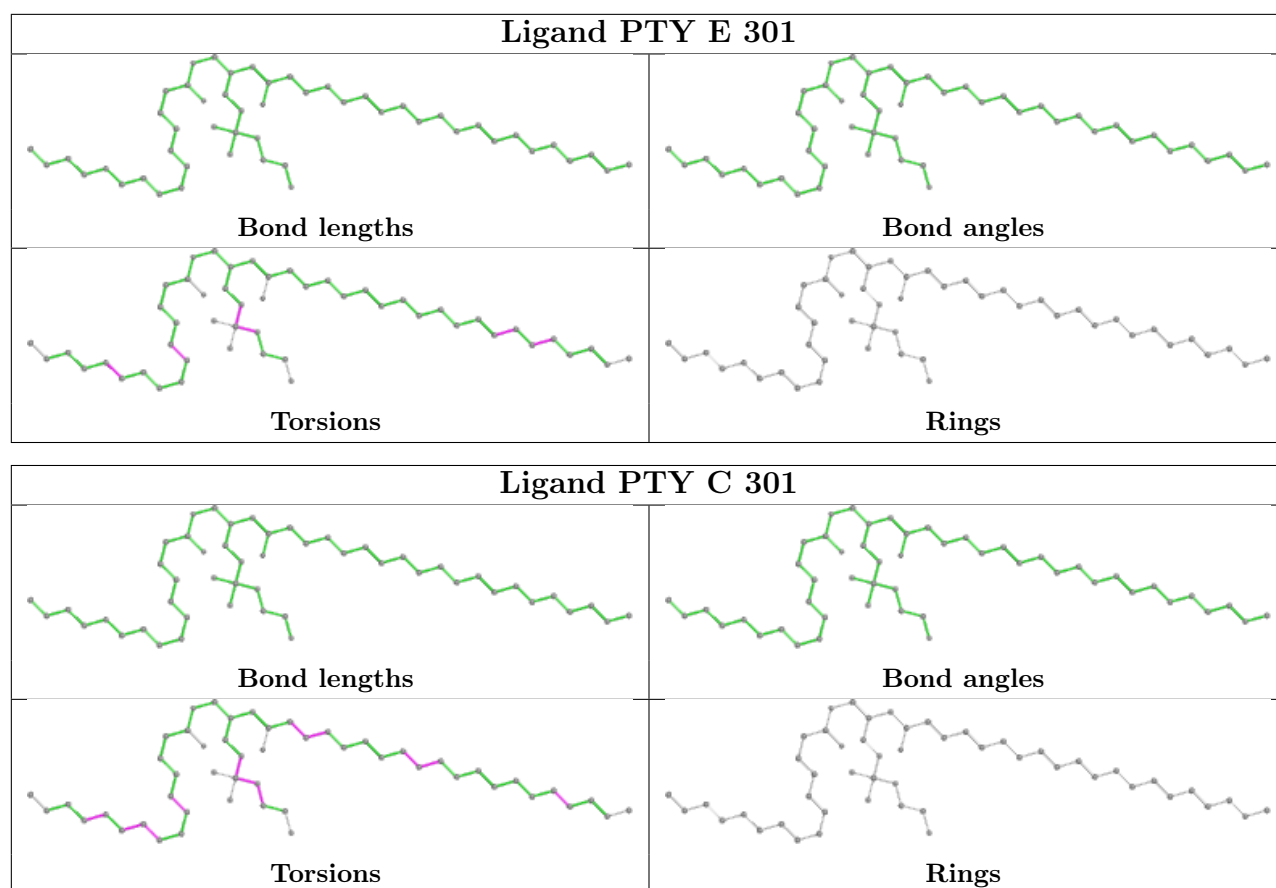 Ligand PTY E 301
Bond lengths
Bond angles
Torsions
Rings
Ligand PTY C 301
Bond lengths
Bond angles
Torsions
Rings